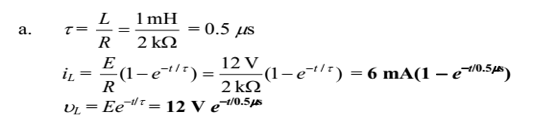 a. τ = L/R = 1 mH/2 kΩ = 0.5 μs
i_L = E/R (1 − e^{−t/τ}) = 12 V/2 kΩ (1 − e^{−t/τ}) = 6 mA(1 − e^{−t/0.5μs})
υ_L = Ee^{−t/τ} = 12 V e^{−t/0.5μs}